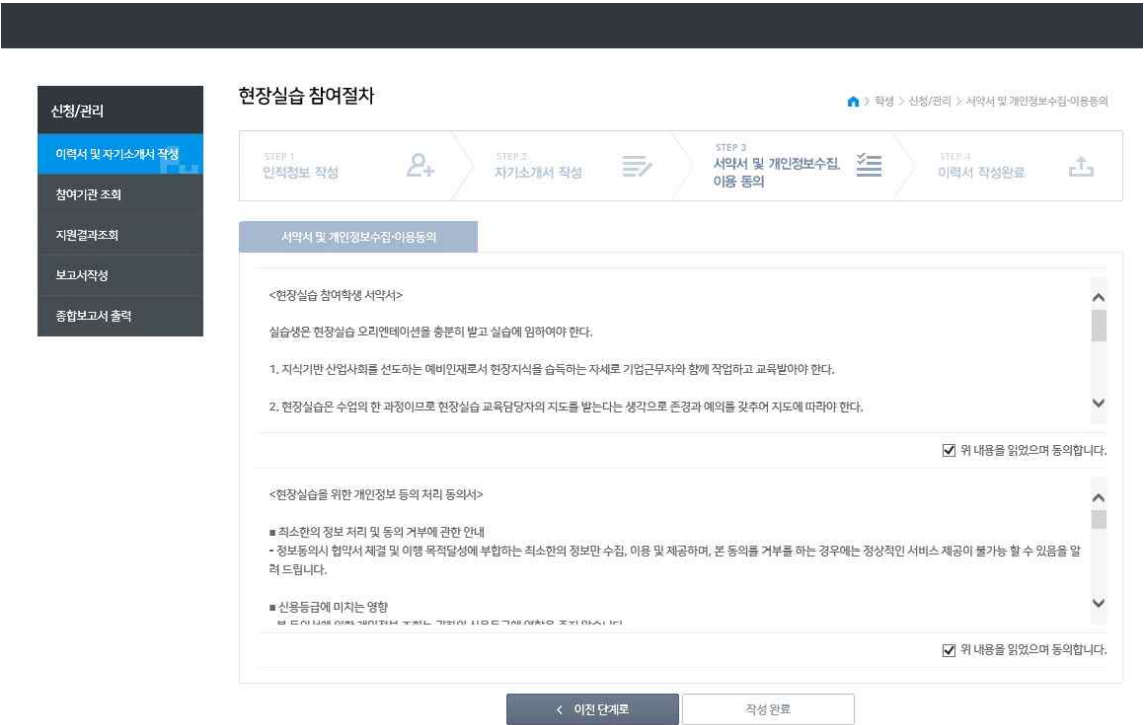 신청/관리
이력서 및 자기소개서 작성
참여기관 조회
지원결과조회
보고서작성
종합보고서 출력
현장실습 참여절차
> 학생 > 신청/관리 > 서약서 및 개인정보수집·이용동의
STEP 1
인적정보 작성
STEP 2
자기소개서 작성
STEP 3
서약서 및 개인정보수집,
이용 동의
STEP 4
이력서 작성완료
서약서 및 개인정보수집·이용동의
<현장실습 참여학생 서약서>
실습생은 현장실습 오리엔테이션을 충분히 받고 실습에 임하여야 한다.
1. 지식기반 산업사회를 선도하는 예비인재로서 현장지식을 습득하는 자세로 기업근무자와 함께 작업하고 교육받아야 한다.
2. 현장실습은 수업의 한 과정이므로 현장실습 교육담당자의 지도를 받는다는 생각으로 존경과 예의를 갖추어 지도에 따라야 한다.
위 내용을 읽었으며 동의합니다.
<현장실습을 위한 개인정보 등의 처리 동의서>
■ 최소한의 정보 처리 및 동의 거부에 관한 안내
- 정보동의시 협약서 체결 및 이행 목적달성에 부합하는 최소한의 정보만 수집, 이용 및 제공하며, 본 동의를 거부를 하는 경우에는 정상적인 서비스 제공이 불가능 할 수 있음을 알
려 드립니다.
■ 신용등급에 미치는 영향
위 내용을 읽었으며 동의합니다.
< 이전 단계로
작성 완료